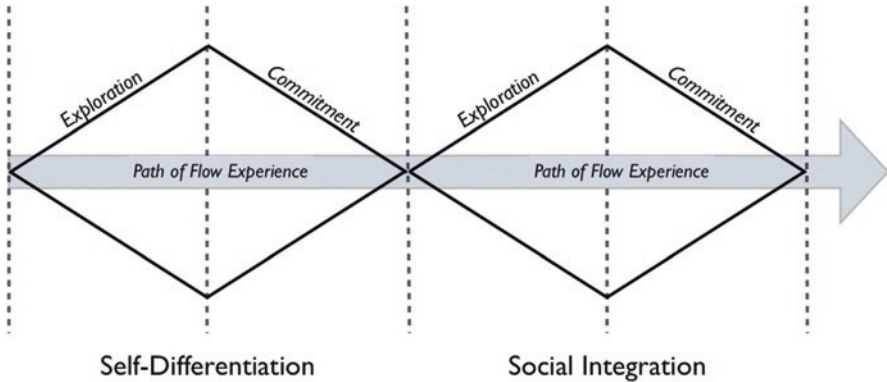 Exploration
Commitment
Exploration
Commitment
Path of Flow Experience
Path of Flow Experience
Self-Differentiation
Social Integration